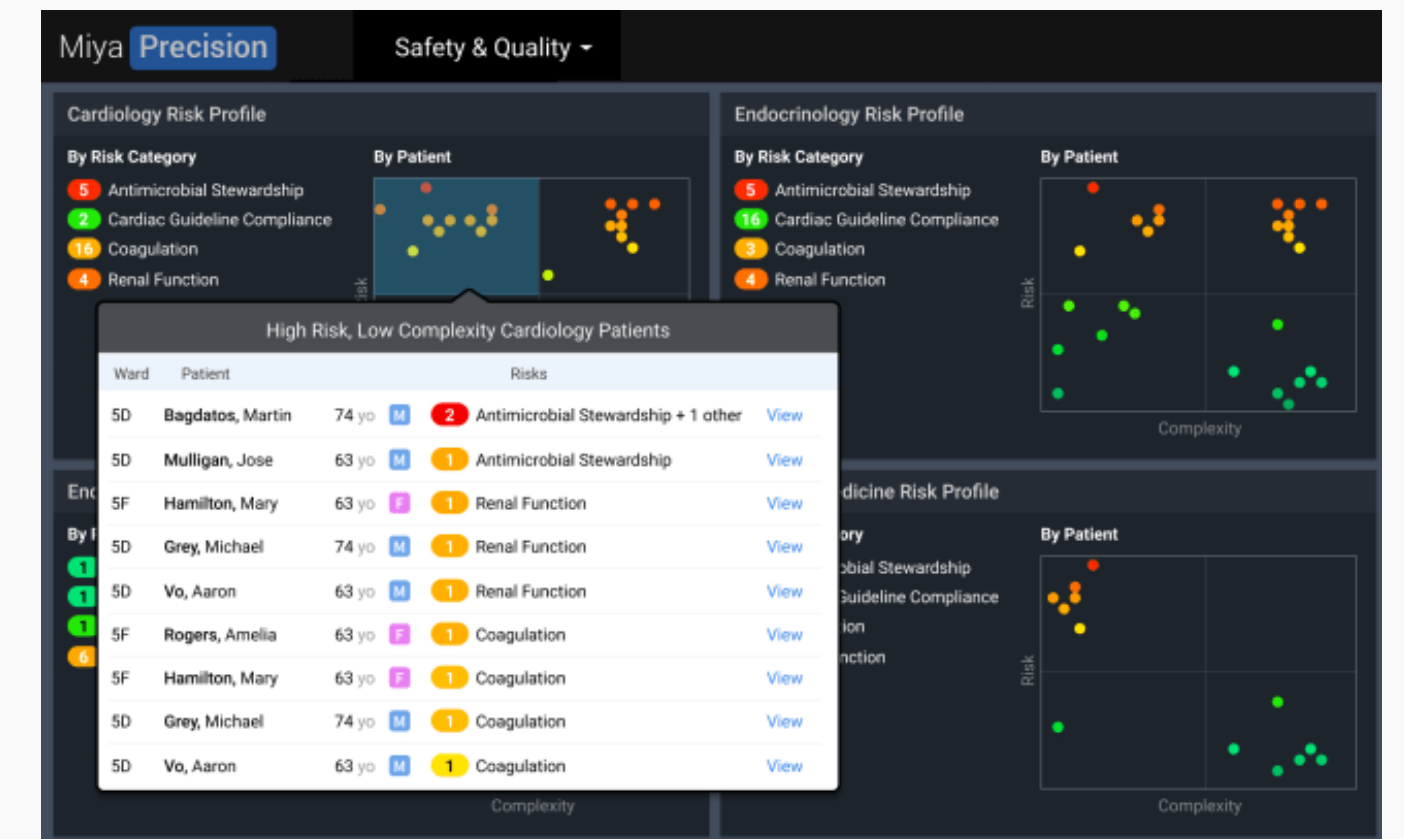 Miya Precision
Safety & Quality
Cardiology Risk Profile
By Risk Category
By Patient
5 Antimicrobial Stewardship
2 Cardiac Guideline Compliance
16 Coagulation
4 Renal Function
Endocrinology Risk Profile
By Risk Category
By Patient
5 Antimicrobial Stewardship
16 Cardiac Guideline Compliance
3 Coagulation
4 Renal Function
Risk
Complexity
High Risk, Low Complexity Cardiology Patients
Ward Patient Risks
5D Bagdatos, Martin 74 yo M 2 Antimicrobial Stewardship + 1 other View
5D Mulligan, Jose 63 yo M 1 Antimicrobial Stewardship View
5F Hamilton, Mary 63 yo F 1 Renal Function View
5D Grey, Michael 74 yo M 1 Renal Function View
5D Vo, Aaron 63 yo M 1 Renal Function View
5F Rogers, Amelia 63 yo F 1 Coagulation View
5F Hamilton, Mary 63 yo F 1 Coagulation View
5D Grey, Michael 74 yo M 1 Coagulation View
5D Vo, Aaron 63 yo M 1 Coagulation View
1
1
1
6
Complexity
Risk Profile
By Patient
Stewardship
Compliance
Risk
Complexity